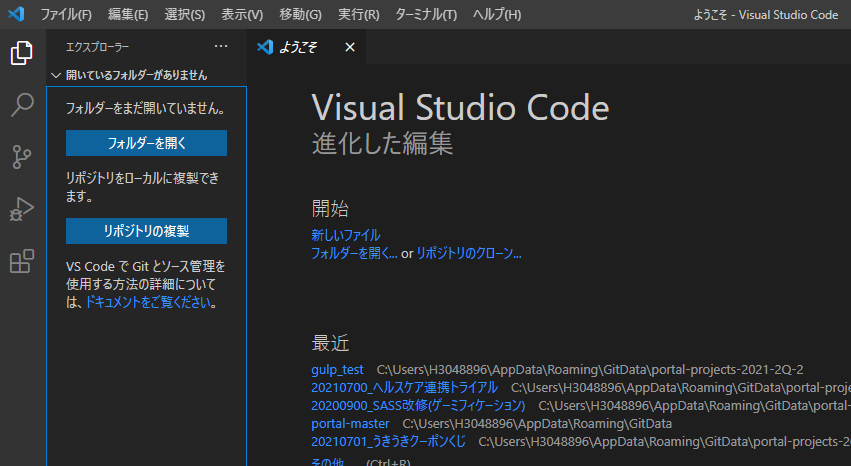 ファイル(F) 編集(E) 選択(S) 表示(V) 移動(G) 実行(R) ターミナル(T) ヘルプ(H) ようこそ - Visual Studio Code
エクスプローラー ...
ようこそ
開いているフォルダーがありません
フォルダーをまだ開いていません。
フォルダーを開く
リポジトリをローカルに複製でき
ます。
リポジトリの複製
VS Code で Git とソース管理を
使用する方法の詳細について
は、ドキュメントをご覧ください。
Visual Studio Code
進化した編集
開始
新しいファイル
フォルダーを開く... or リポジトリのクローン...
最近
gulp_test C:\Users\H3048896\AppData\Roaming\GitData\portal-projects-2021-2Q-2
20210700_ヘルスケア連携トライアル C:\Users\H3048896\AppData\Roaming\GitData\portal-proj
20200900_SASS改修(ゲーミフィケーション) C:\Users\H3048896\AppData\Roaming\GitData\portal-
portal-master C:\Users\H3048896\AppData\Roaming\GitData
20210701_うきうきクーポンくじ C:\Users\H3048896\AppData\Roaming\GitData\portal-projects-2
その他... (Ctrl+R)